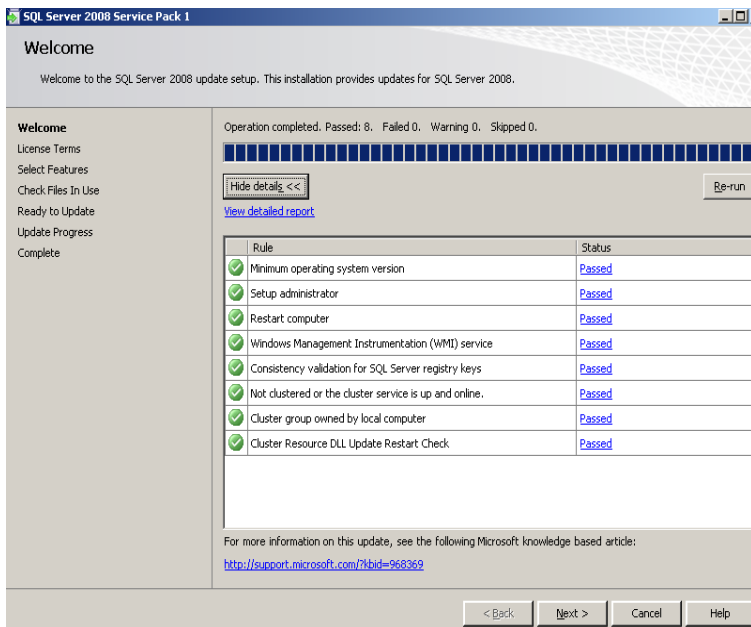 SQL Server 2008 Service Pack 1
Welcome
Welcome to the SQL Server 2008 update setup. This installation provides updates for SQL Server 2008.
Welcome
License Terms
Select Features
Check Files In Use
Ready to Update
Update Progress
Complete
Operation completed. Passed: 8. Failed 0. Warning 0. Skipped 0.
Hide details <<
Re-run
View detailed report
Rule Status
Minimum operating system version Passed
Setup administrator Passed
Restart computer Passed
Windows Management Instrumentation (WMI) service Passed
Consistency validation for SQL Server registry keys Passed
Not clustered or the cluster service is up and online. Passed
Cluster group owned by local computer Passed
Cluster Resource DLL Update Restart Check Passed
For more information on this update, see the following Microsoft knowledge based article:
http://support.microsoft.com/?kbid=968369
< Back Next > Cancel Help